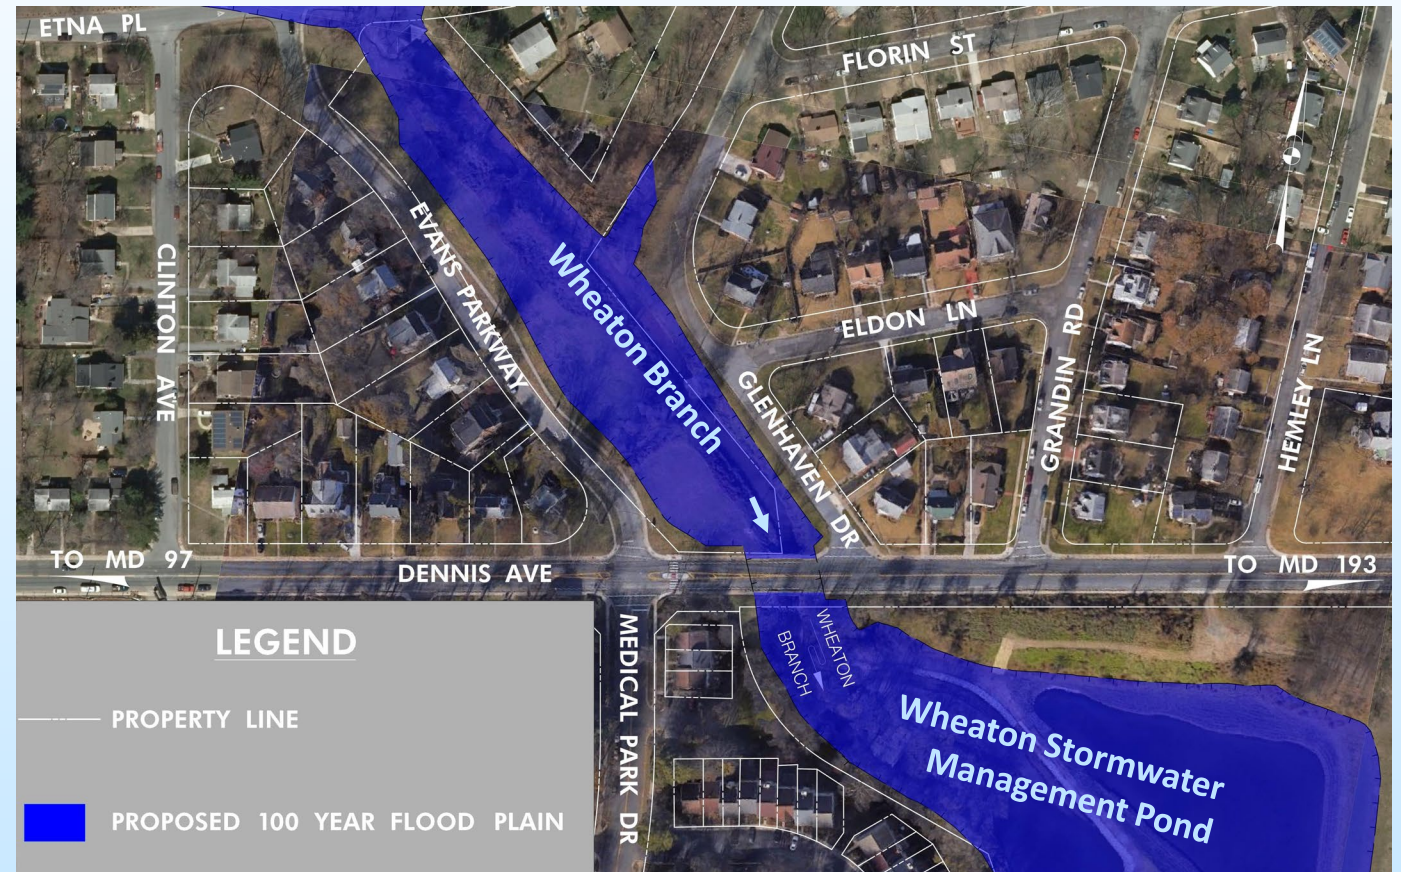 ETNA PL
FLORIN ST
EVANS PARKWAY
CLINTON AVE
Wheaton Branch
ELDON LN
GLENHAVEN DR
GRANDIN RD
HEMLEY LN
TO MD 97
DENNIS AVE
TO MD 193
LEGEND
PROPERTY LINE
PROPOSED 100 YEAR FLOOD PLAIN
MEDICAL PARK DR
WHEATON
BRANCH
Wheaton Stormwater
Management Pond